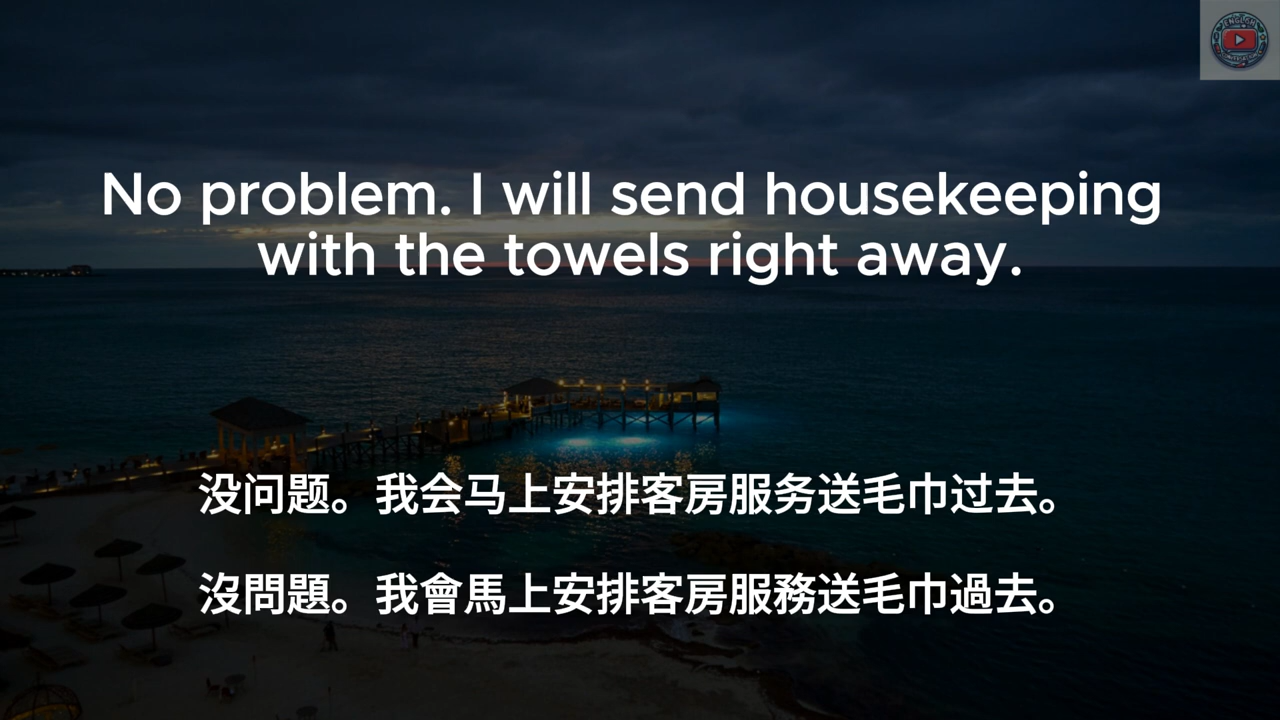 No problem. I will send housekeeping
with the towels right away.
没问题。我会马上安排客房服务送毛巾过去。
沒問題。我會馬上安排客房服務送毛巾過去。